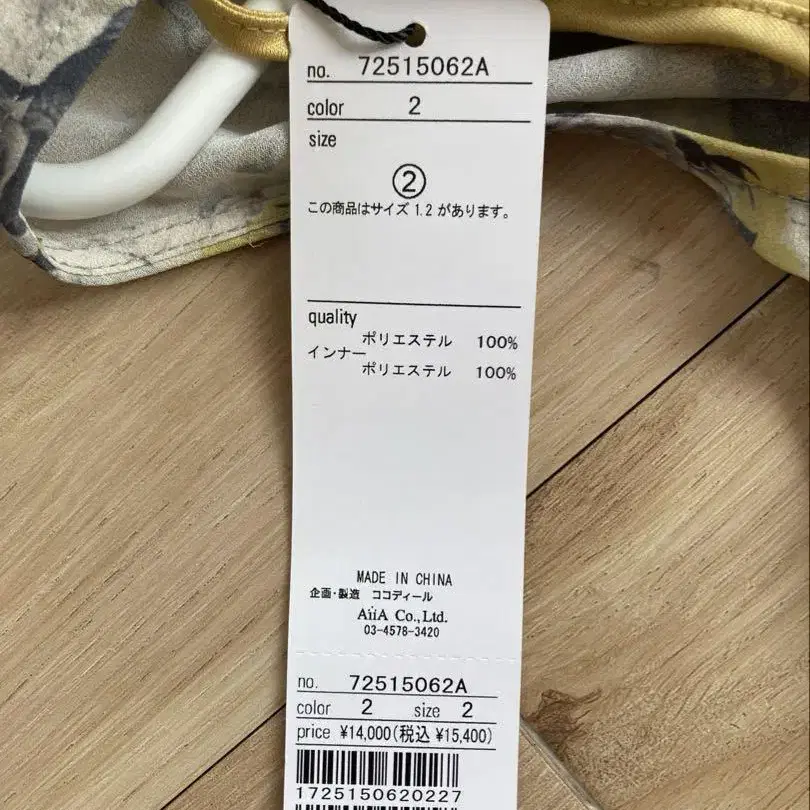 no. 72515062A
color 2
size
②
この商品はサイズ 1.2 があります。
quality
ポリエステル 100%
インナー
ポリエステル 100%
MADE IN CHINA
企画・製造 ココディール
AïiA Co.,Ltd.
03-4578-3420
no. 72515062A
color 2 size 2
price ¥14,000(税込 ¥15,400)
1725150620227